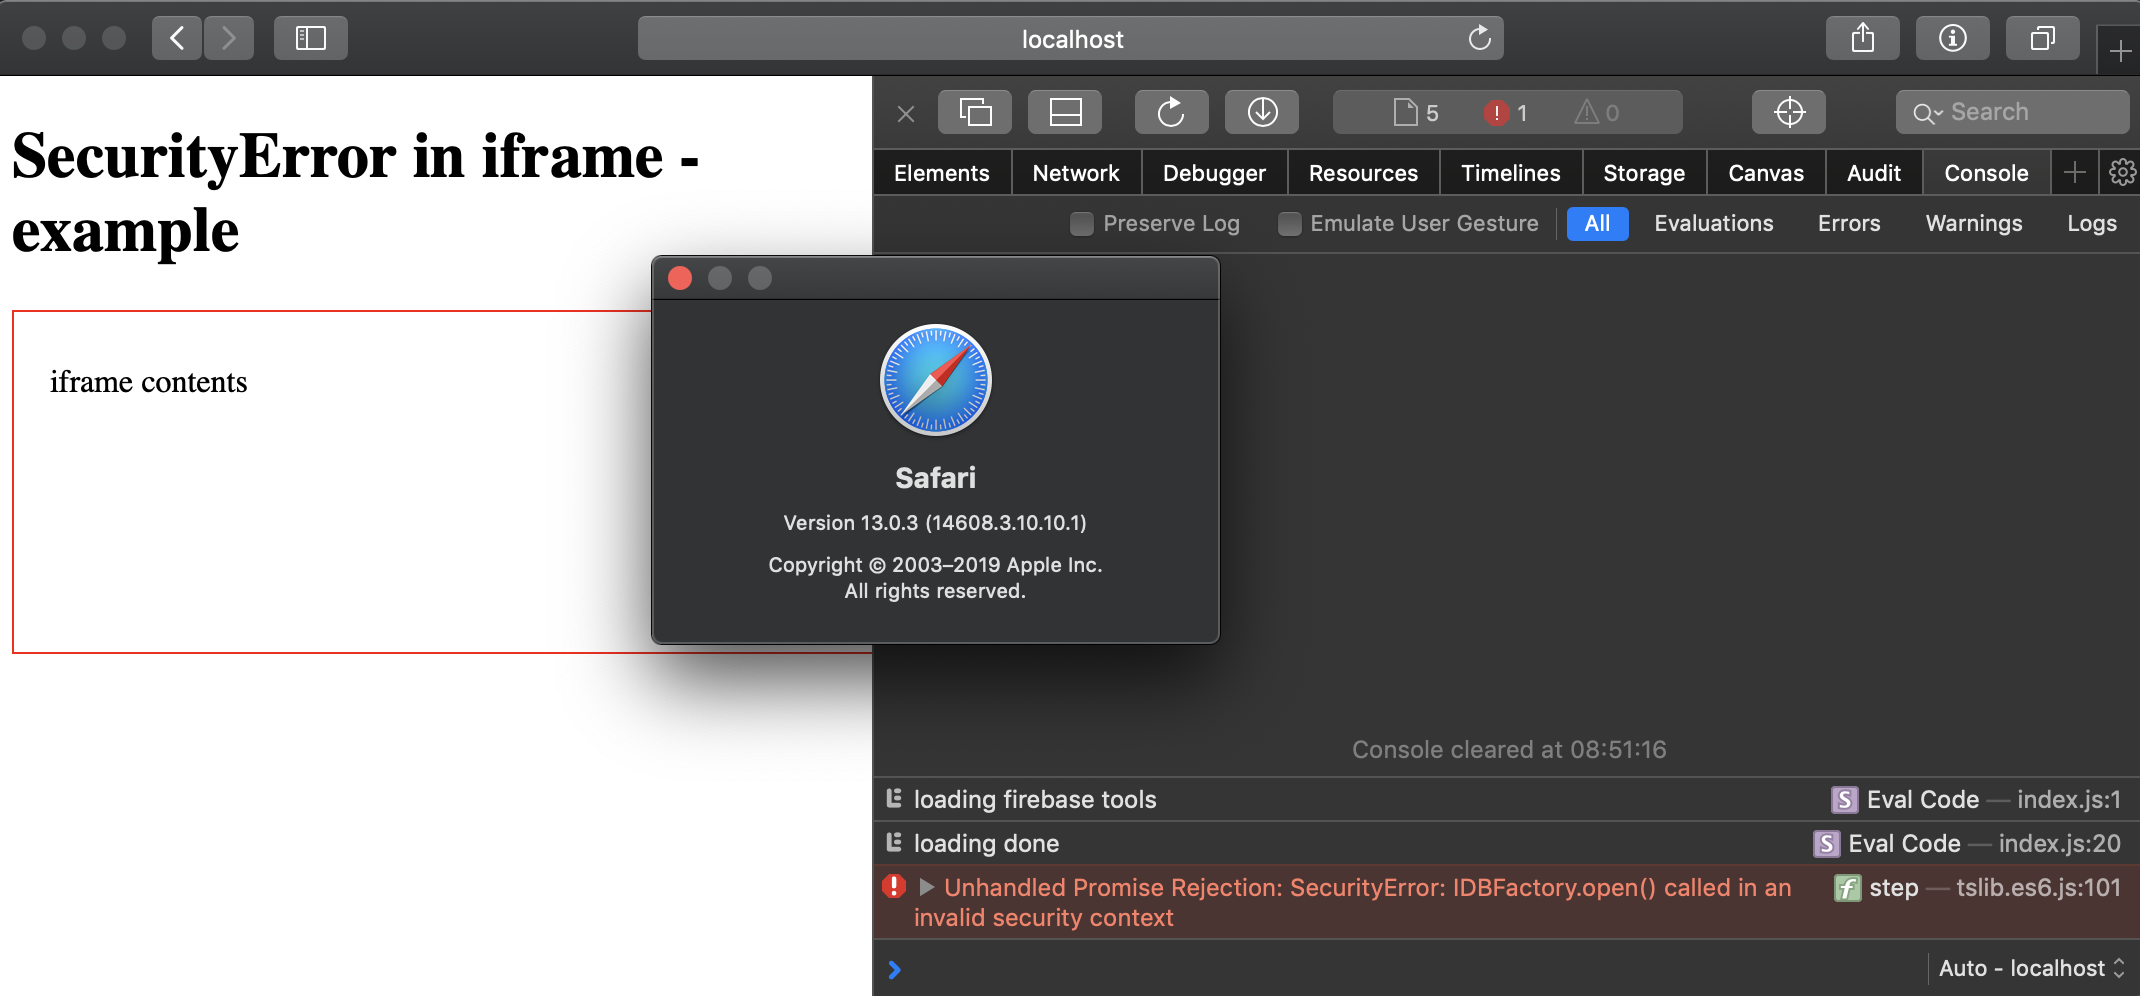 localhost
SecurityError in iframe -
example
iframe contents
5
1
0
Search
Elements
Network
Debugger
Resources
Timelines
Storage
Canvas
Audit
Console
Preserve Log
Emulate User Gesture
All
Evaluations
Errors
Warnings
Logs
Safari
Version 13.0.3 (14608.3.10.10.1)
Copyright © 2003–2019 Apple Inc.
All rights reserved.
Console cleared at 08:51:16
loading firebase tools
S Eval Code — index.js:1
loading done
S Eval Code — index.js:20
Unhandled Promise Rejection: SecurityError: IDBFactory.open() called in an
invalid security context
f step — tslib.es6.js:101
Auto - localhost